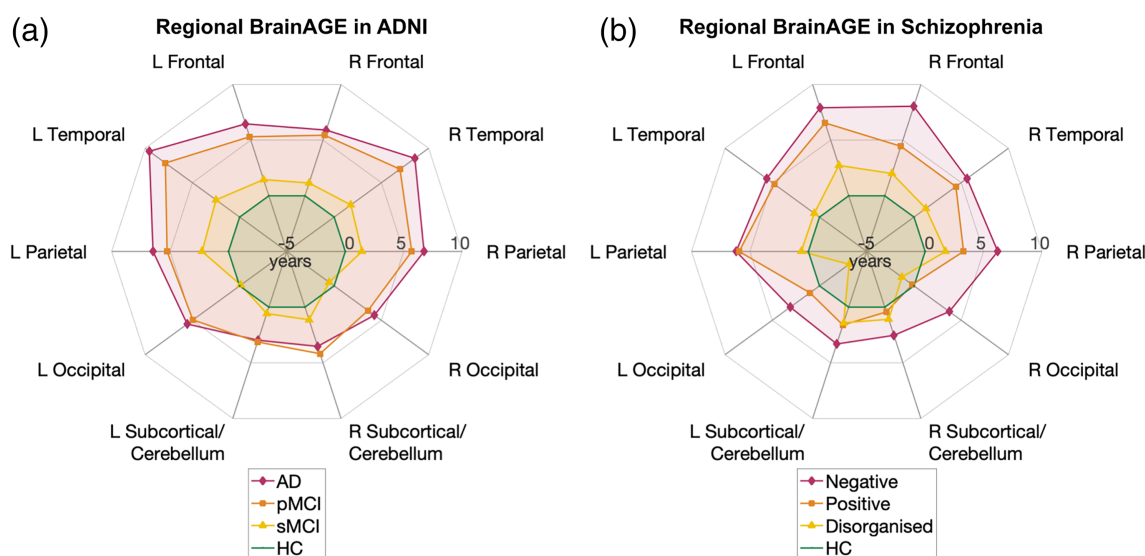 (a)
Regional BrainAGE in ADNI
L Frontal
R Frontal
L Temporal
R Temporal
L Parietal
-5
0
5
10
years
R Parietal
L Occipital
R Occipital
L Subcortical/
Cerebellum
R Subcortical/
Cerebellum
AD
pMCI
sMCI
HC
(b)
Regional BrainAGE in Schizophrenia
L Frontal
R Frontal
L Temporal
R Temporal
L Parietal
-5
0
5
10
years
R Parietal
L Occipital
R Occipital
L Subcortical/
Cerebellum
R Subcortical/
Cerebellum
Negative
Positive
Disorganised
HC